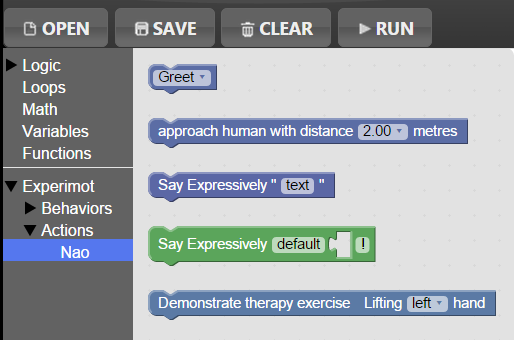 OPEN SAVE CLEAR RUN
Logic
Loops
Math
Variables
Functions
Experimot
Behaviors
Actions
Nao
Greet
approach human with distance 2.00 metres
Say Expressively " text "
Say Expressively default !
Demonstrate therapy exercise Lifting left hand